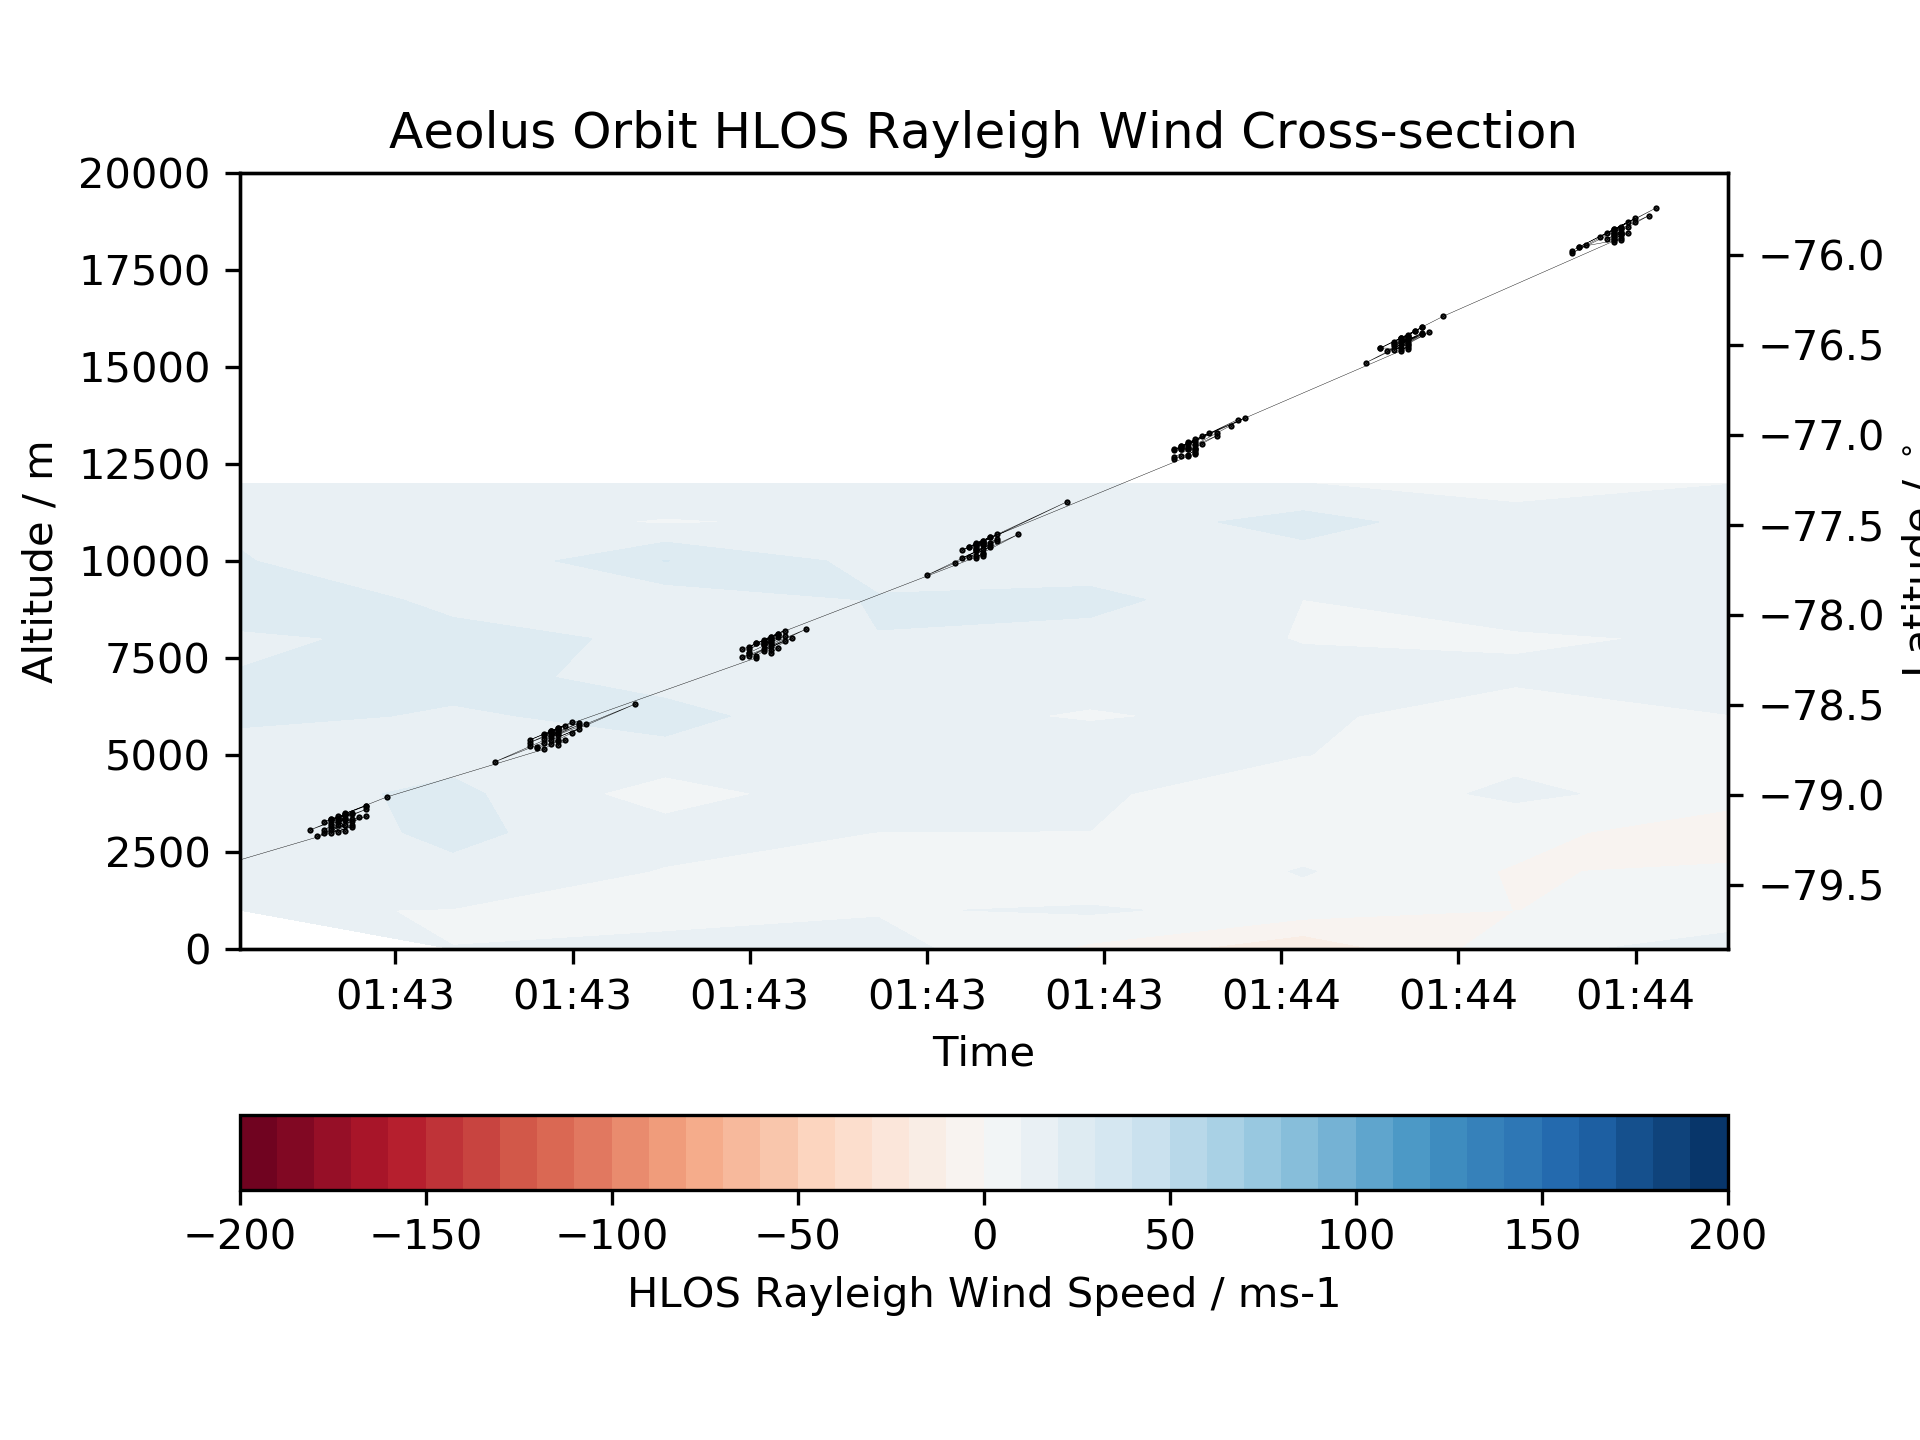 Aeolus Orbit HLOS Rayleigh Wind Cross-section
20000
17500
15000
12500
10000
7500
5000
2500
0
Altitude / m
−76.0
−76.5
−77.0
−77.5
−78.0
−78.5
−79.0
−79.5
Latitude / °
01:43 01:43 01:43 01:43 01:43 01:44 01:44 01:44
Time
−200 −150 −100 −50 0 50 100 150 200
HLOS Rayleigh Wind Speed / ms-1